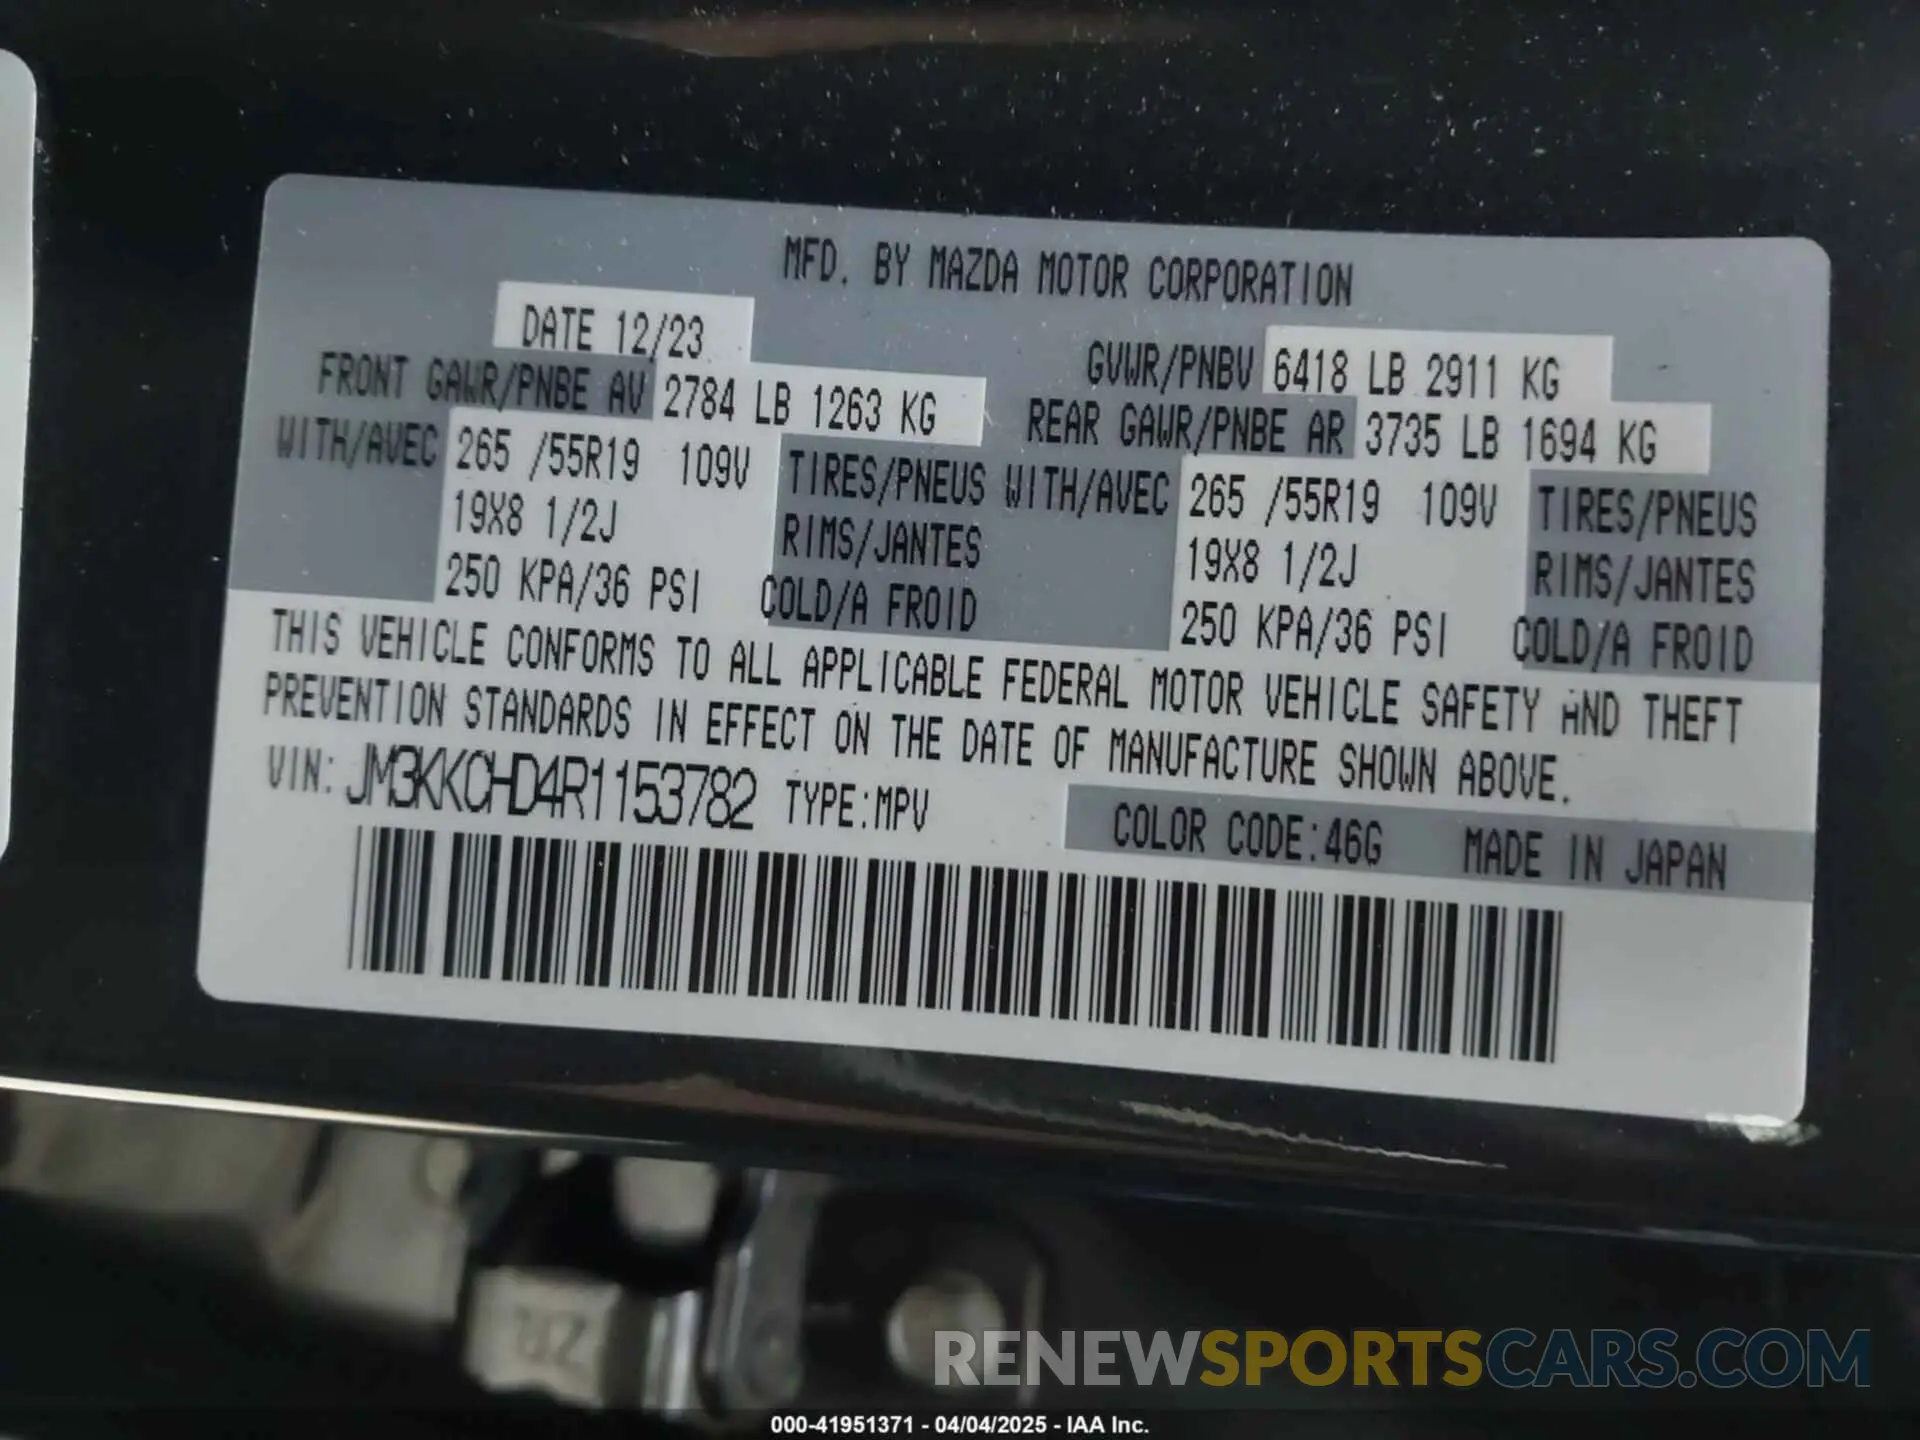 MFD. BY MAZDA MOTOR CORPORATION
DATE 12/23
GVWR/PNBV 6418 LB 2911 KG
FRONT GAWR/PNBE AV 2784 LB 1263 KG
REAR GAWR/PNBE AR 3735 LB 1694 KG
WITH/AVEC 265 /55R19 109V TIRES/PNEUS WITH/AVEC 265 /55R19 109V TIRES/PNEUS
19X8 1/2J RIMS/JANTES 19X8 1/2J RIMS/JANTES
250 KPA/36 PSI COLD/A FROID 250 KPA/36 PSI COLD/A FROID
THIS VEHICLE CONFORMS TO ALL APPLICABLE FEDERAL MOTOR VEHICLE SAFETY AND THEFT
PREVENTION STANDARDS IN EFFECT ON THE DATE OF MANUFACTURE SHOWN ABOVE.
VIN: JM3KKCHD4R1153782 TYPE:MPV
COLOR CODE:46G MADE IN JAPAN
RENEWSPORTSCARS.COM
000-41951371 - 04/04/2025 - IAA Inc.